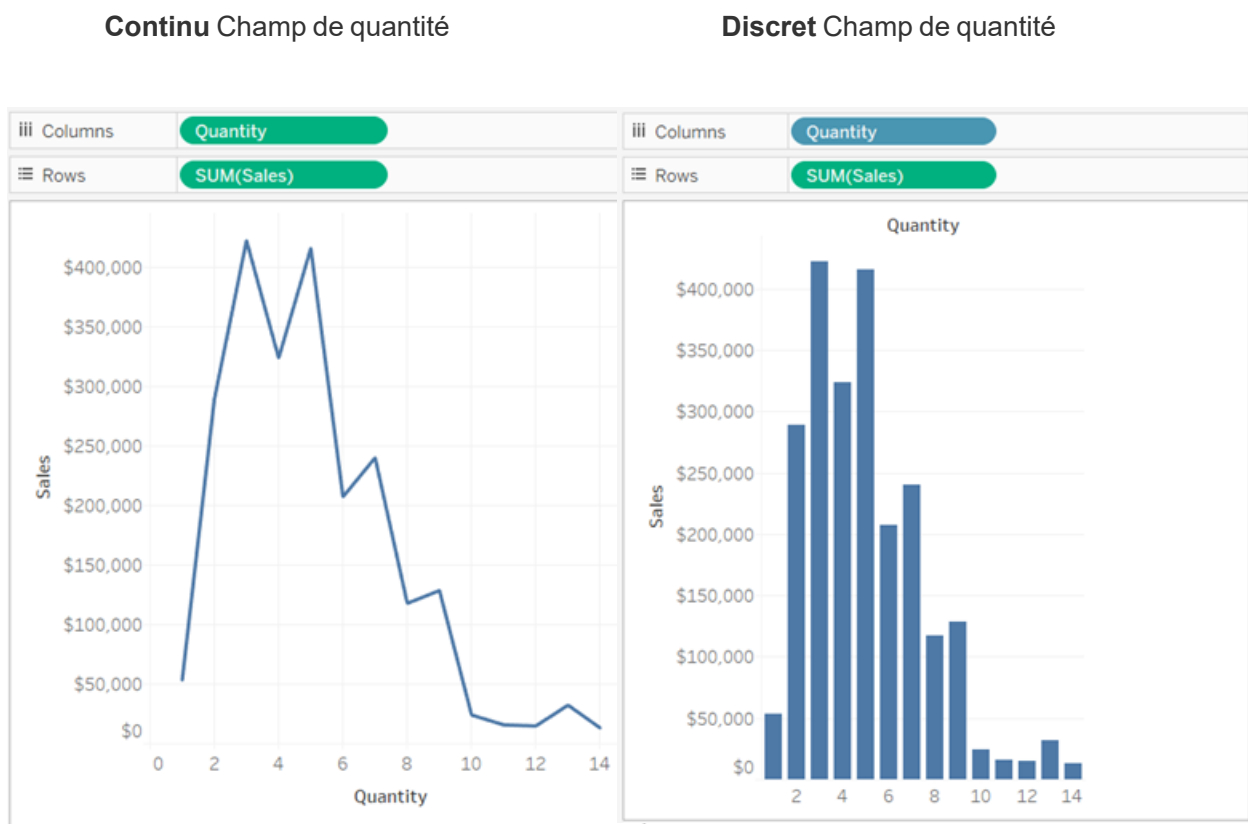 Continu Champ de quantité
Discret Champ de quantité
Columns
Quantity
Rows
SUM(Sales)
$400,000
$350,000
$300,000
$250,000
$200,000
$150,000
$100,000
$50,000
$0
Sales
0 2 4 6 8 10 12 14
Quantity
Columns
Quantity
Rows
SUM(Sales)
Quantity
$400,000
$350,000
$300,000
$250,000
$200,000
$150,000
$100,000
$50,000
$0
Sales
2 4 6 8 10 12 14